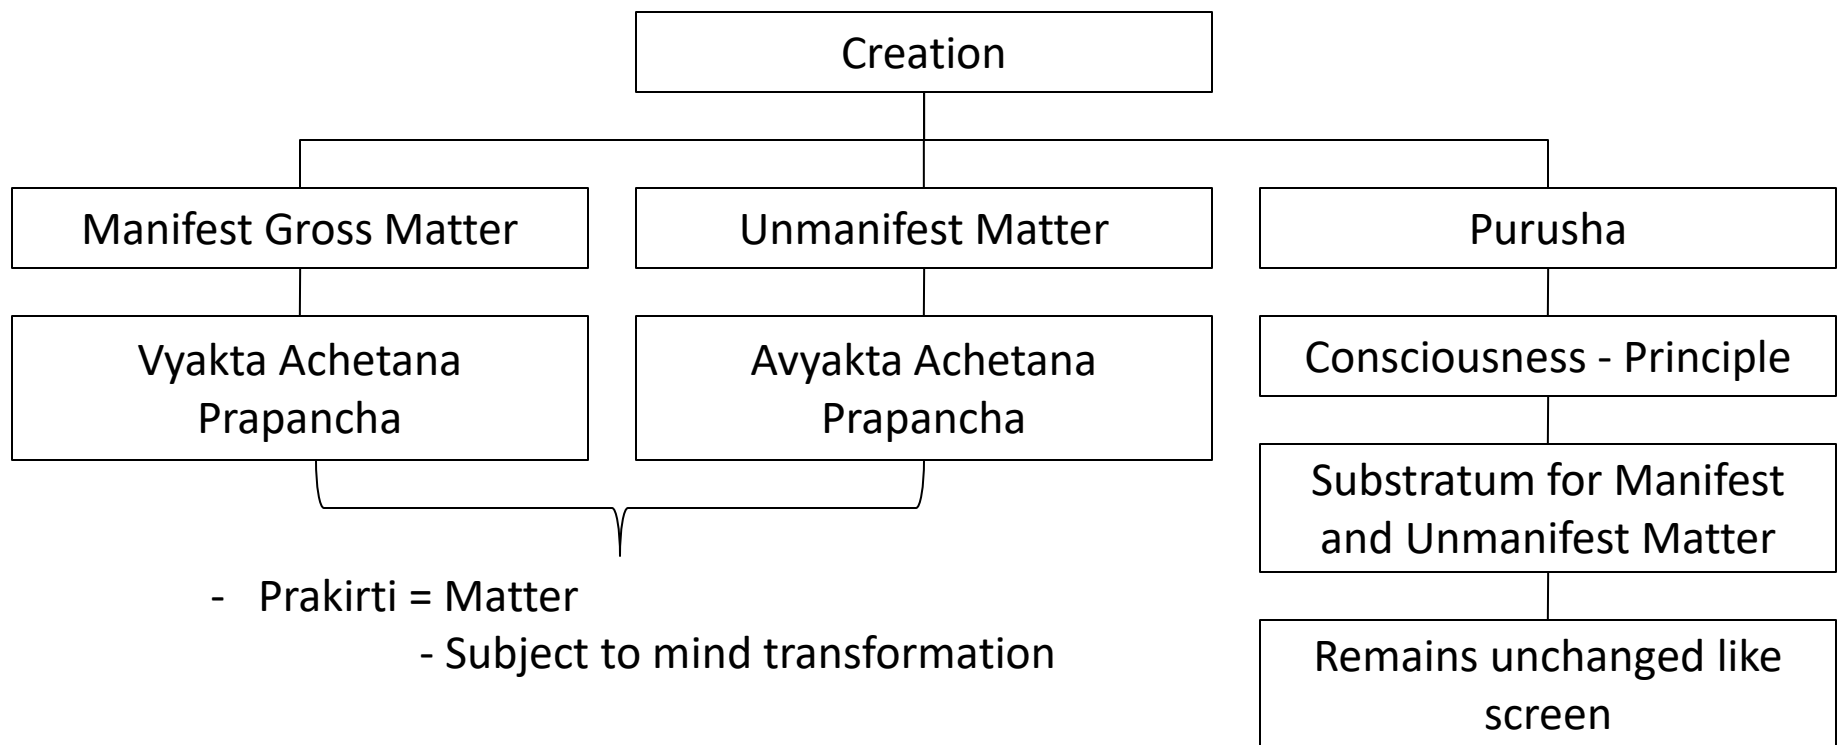 Creation
Manifest Gross Matter
Unmanifest Matter
Purusha
Vyakta Achetana
Prapancha
Avyakta Achetana
Prapancha
Consciousness - Principle
Substratum for Manifest
and Unmanifest Matter
- Prakirti = Matter
- Subject to mind transformation
Remains unchanged like
screen